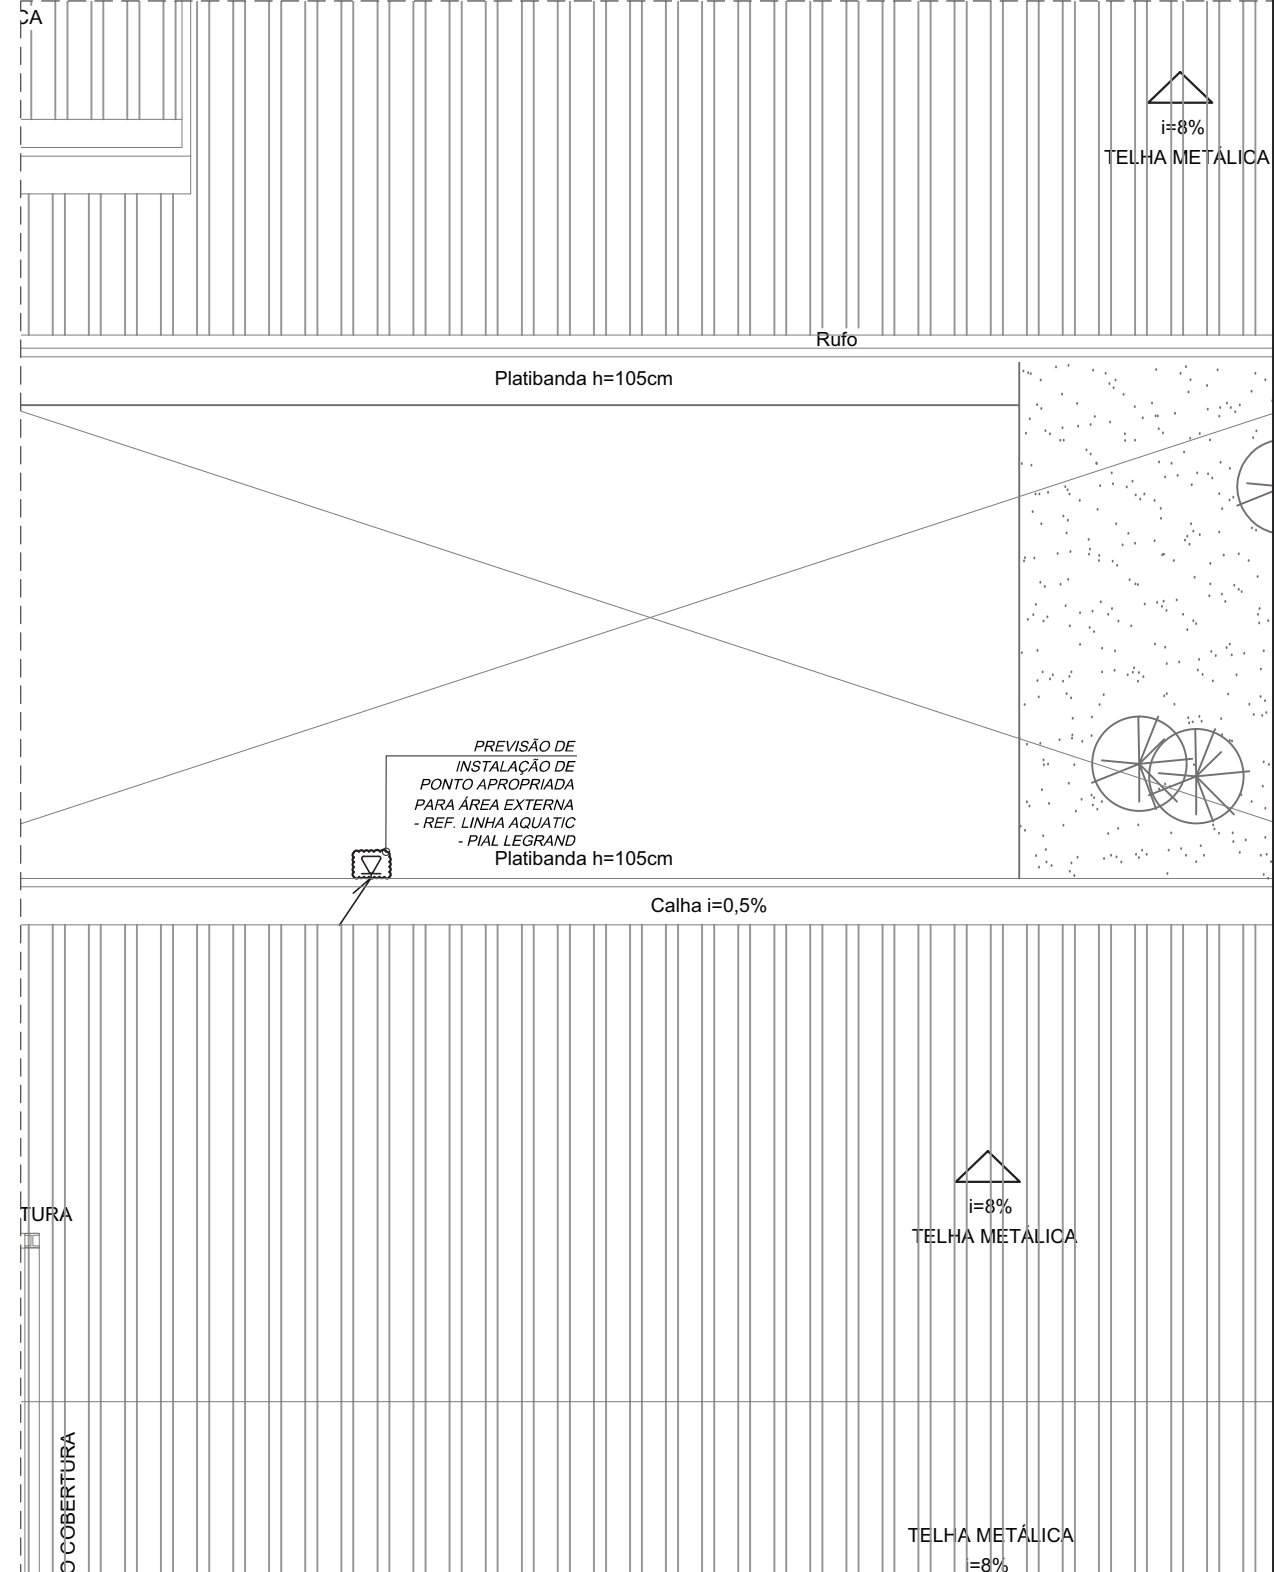 CA
i=8%
TELHA METÁLICA
Rufo
Platibanda h=105cm
PREVISÃO DE
INSTALAÇÃO DE
PONTO APROPRIADA
PARA ÁREA EXTERNA
- REF. LINHA AQUATIC
- PIAL LEGRAND
Platibanda h=105cm
Calha i=0,5%
i=8%
TELHA METÁLICA
TURA
O COBERTURA
TELHA METÁLICA
i=8%